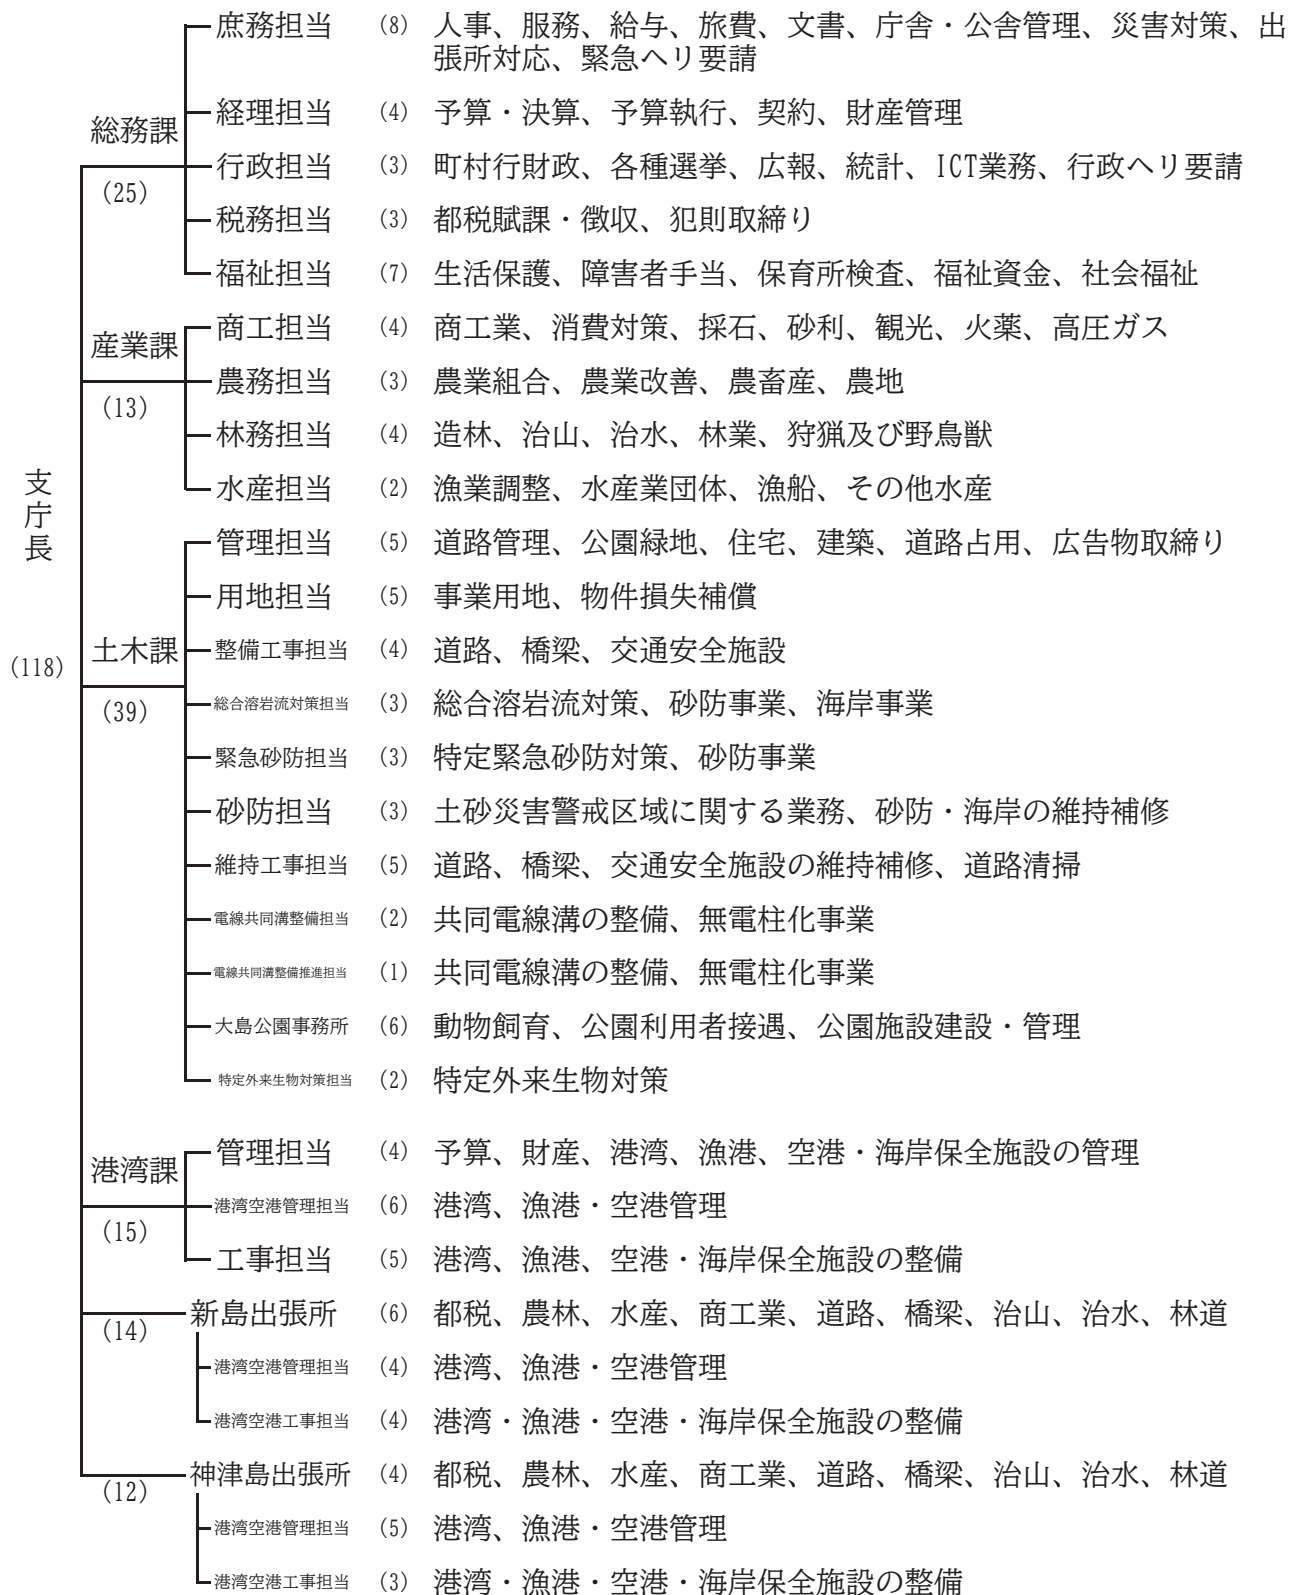 支庁長
(118)
総務課
(25)
庶務担当 (8) 人事、服務、給与、旅費、文書、庁舎・公舎管理、災害対策、出
張所対応、緊急ヘリ要請
経理担当 (4) 予算・決算、予算執行、契約、財産管理
行政担当 (3) 町村行財政、各種選挙、広報、統計、ICT業務、行政ヘリ要請
税務担当 (3) 都税賦課・徴収、犯則取締り
福祉担当 (7) 生活保護、障害者手当、保育所検査、福祉資金、社会福祉
産業課
(13)
商工担当 (4) 商工業、消費対策、採石、砂利、観光、火薬、高圧ガス
農務担当 (3) 農業組合、農業改善、農畜産、農地
林務担当 (4) 造林、治山、治水、林業、狩猟及び野鳥獣
水産担当 (2) 漁業調整、水産業団体、漁船、その他水産
土木課
(39)
管理担当 (5) 道路管理、公園緑地、住宅、建築、道路占用、広告物取締り
用地担当 (5) 事業用地、物件損失補償
整備工事担当 (4) 道路、橋梁、交通安全施設
総合溶岩流対策担当 (3) 総合溶岩流対策、砂防事業、海岸事業
緊急砂防担当 (3) 特定緊急砂防対策、砂防事業
砂防担当 (3) 土砂災害警戒区域に関する業務、砂防・海岸の維持補修
維持工事担当 (5) 道路、橋梁、交通安全施設の維持補修、道路清掃
電線共同溝整備担当 (2) 共同電線溝の整備、無電柱化事業
電線共同溝整備推進担当 (1) 共同電線溝の整備、無電柱化事業
大島公園事務所 (6) 動物飼育、公園利用者接遇、公園施設建設・管理
特定外来生物対策担当 (2) 特定外来生物対策
港湾課
(15)
管理担当 (4) 予算、財産、港湾、漁港、空港・海岸保全施設の管理
港湾空港管理担当 (6) 港湾、漁港・空港管理
工事担当 (5) 港湾、漁港、空港・海岸保全施設の整備
(14)
新島出張所 (6) 都税、農林、水産、商工業、道路、橋梁、治山、治水、林道
港湾空港管理担当 (4) 港湾、漁港・空港管理
港湾空港工事担当 (4) 港湾・漁港・空港・海岸保全施設の整備
(12)
神津島出張所 (4) 都税、農林、水産、商工業、道路、橋梁、治山、治水、林道
港湾空港管理担当 (5) 港湾、漁港・空港管理
港湾空港工事担当 (3) 港湾・漁港・空港・海岸保全施設の整備